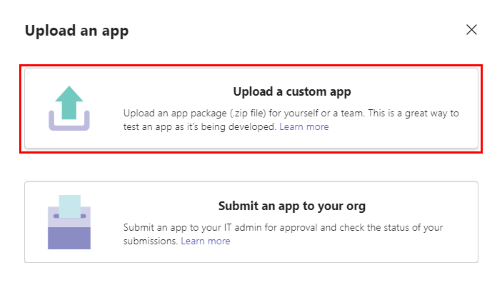 Upload an app
Upload a custom app
Upload an app package (.zip file) for yourself or a team. This is a great way to
test an app as it's being developed. Learn more
Submit an app to your org
Submit an app to your IT admin for approval and check the status of your
submissions. Learn more